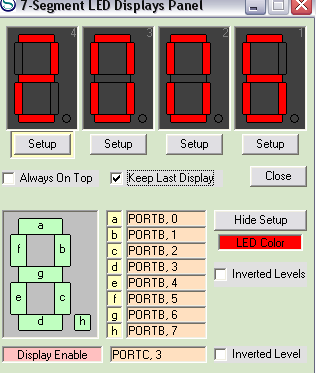 7-Segment LED Displays Panel
4 3 2 1
Setup Setup Setup Setup
Always On Top Keep Last Display Close
a PORTB, 0 Hide Setup
b PORTB, 1
c PORTB, 2 LED Color
d PORTB, 3
e PORTB, 4 Inverted Levels
f PORTB, 5
g PORTB, 6
h PORTB, 7
a
f b
g
e c
d h
Display Enable PORTC, 3 Inverted Level